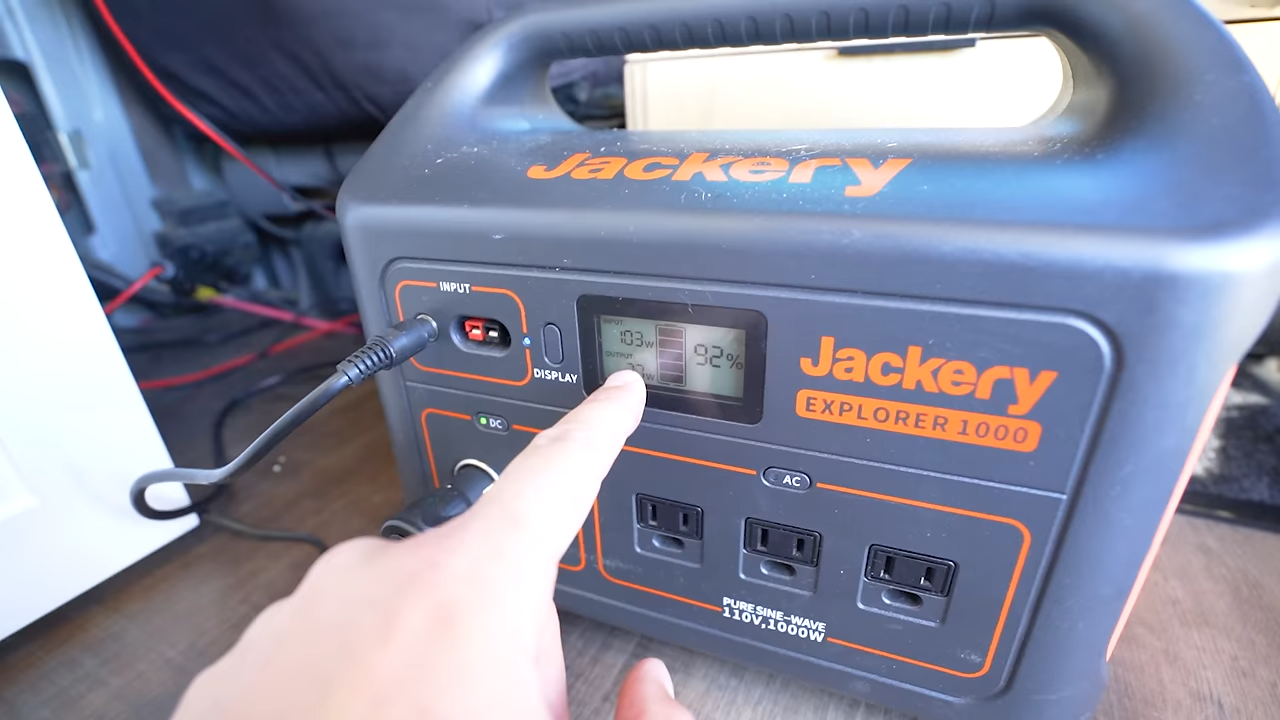 Jackery
INPUT
DISPLAY
INPUT
103W
OUTPUT
W
92%
Jackery
EXPLORER 1000
DC
AC
PURE SINE-WAVE
110V,1000W